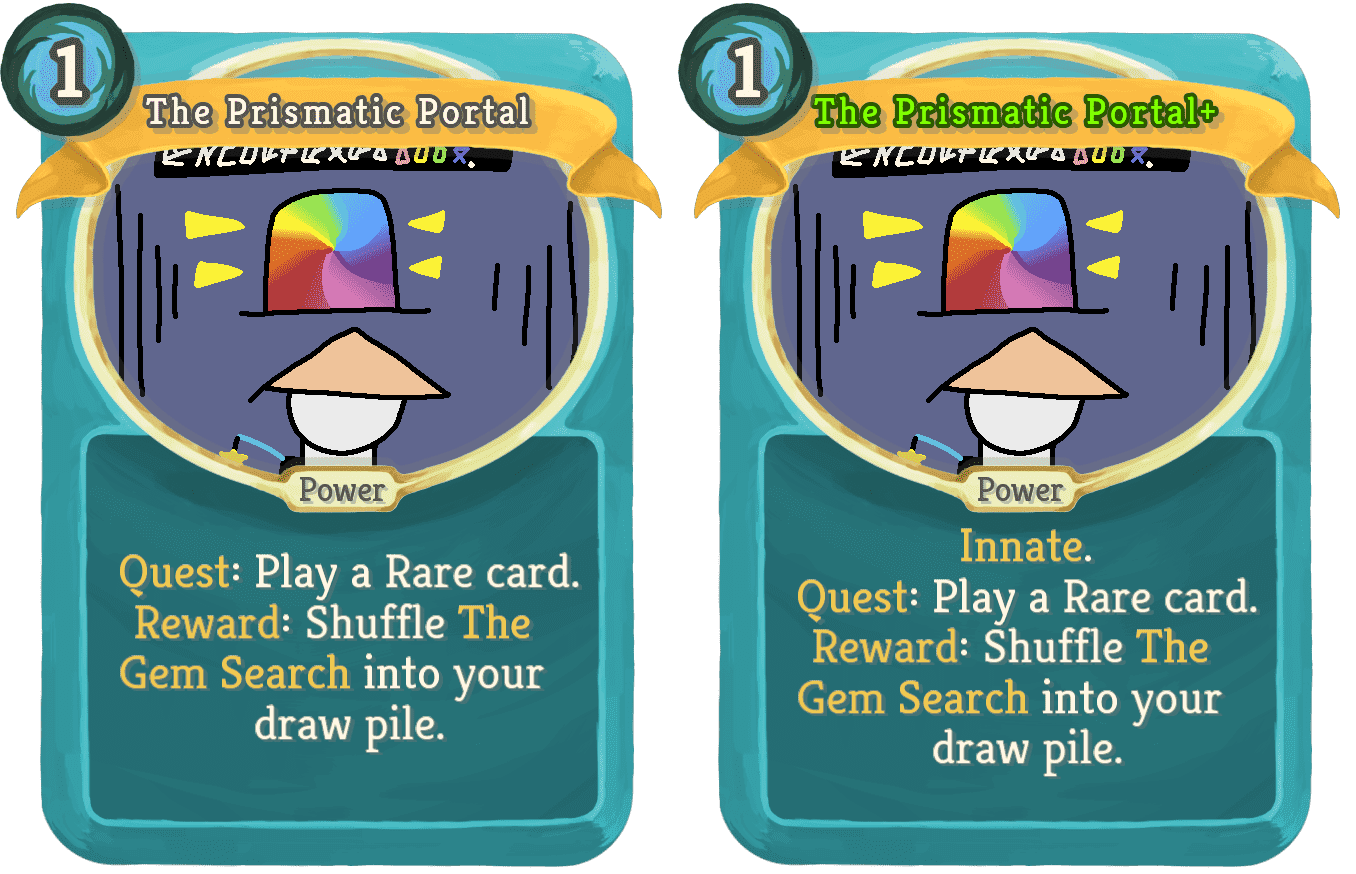 1
The Prismatic Portal
Power
Quest: Play a Rare card.
Reward: Shuffle The
Gem Search into your
draw pile.
1
The Prismatic Portal+
Power
Innate.
Quest: Play a Rare card.
Reward: Shuffle The
Gem Search into your
draw pile.